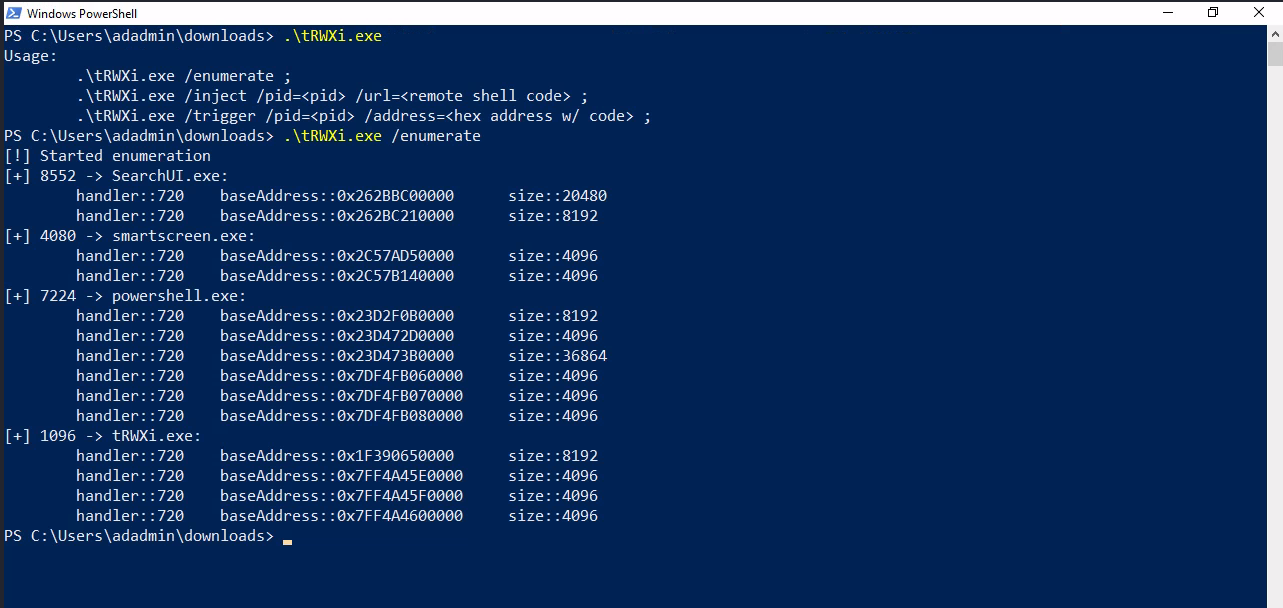 Windows PowerShell
PS C:\Users\adadmin\downloads> .\tRWXi.exe
Usage:
.\tRWXi.exe /enumerate ;
.\tRWXi.exe /inject /pid=<pid> /url=<remote shell code> ;
.\tRWXi.exe /trigger /pid=<pid> /address=<hex address w/ code> ;
PS C:\Users\adadmin\downloads> .\tRWXi.exe /enumerate
[!] Started enumeration
[+] 8552 -> SearchUI.exe:
handler::720 baseAddress::0x262BBC00000 size::20480
handler::720 baseAddress::0x262BC210000 size::8192
[+] 4080 -> smartscreen.exe:
handler::720 baseAddress::0x2C57AD50000 size::4096
handler::720 baseAddress::0x2C57B140000 size::4096
[+] 7224 -> powershell.exe:
handler::720 baseAddress::0x23D2F0B0000 size::8192
handler::720 baseAddress::0x23D472D0000 size::4096
handler::720 baseAddress::0x23D473B0000 size::36864
handler::720 baseAddress::0x7DF4FB060000 size::4096
handler::720 baseAddress::0x7DF4FB070000 size::4096
handler::720 baseAddress::0x7DF4FB080000 size::4096
[+] 1096 -> tRWXi.exe:
handler::720 baseAddress::0x1F390650000 size::8192
handler::720 baseAddress::0x7FF4A45E0000 size::4096
handler::720 baseAddress::0x7FF4A45F0000 size::4096
handler::720 baseAddress::0x7FF4A4600000 size::4096
PS C:\Users\adadmin\downloads>